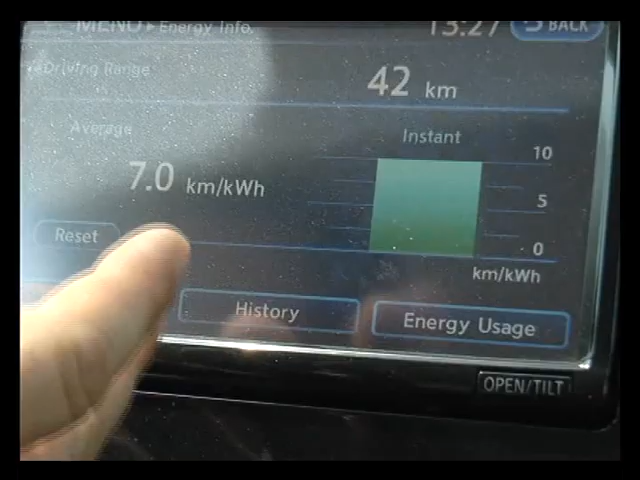 MENU ▸ Energy Info. 13:27 BACK
Driving Range 42 km
Average
Instant
7.0 km/kWh
10
5
0
km/kWh
Reset
History
Energy Usage
OPEN/TILT